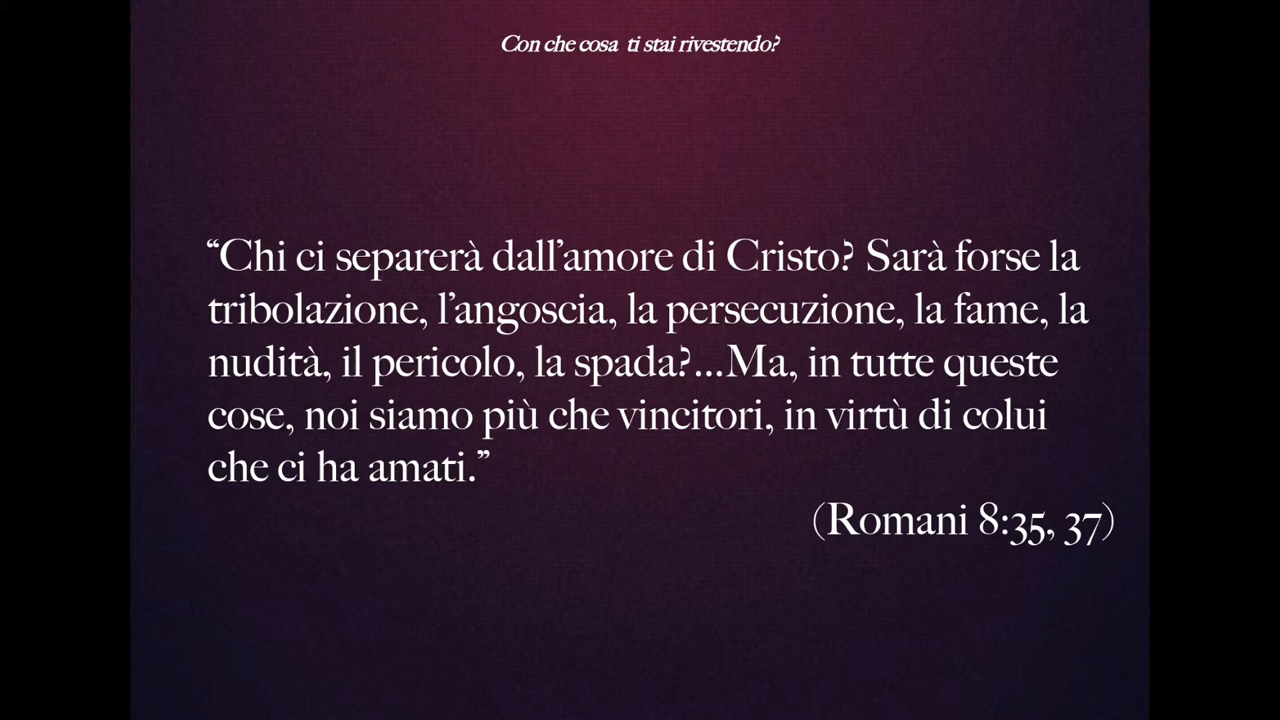 Con che cosa ti stai rivestendo?
“Chi ci separerà dall’amore di Cristo? Sarà forse la
tribolazione, l’angoscia, la persecuzione, la fame, la
nudità, il pericolo, la spada?...Ma, in tutte queste
cose, noi siamo più che vincitori, in virtù di colui
che ci ha amati.”
(Romani 8:35, 37)